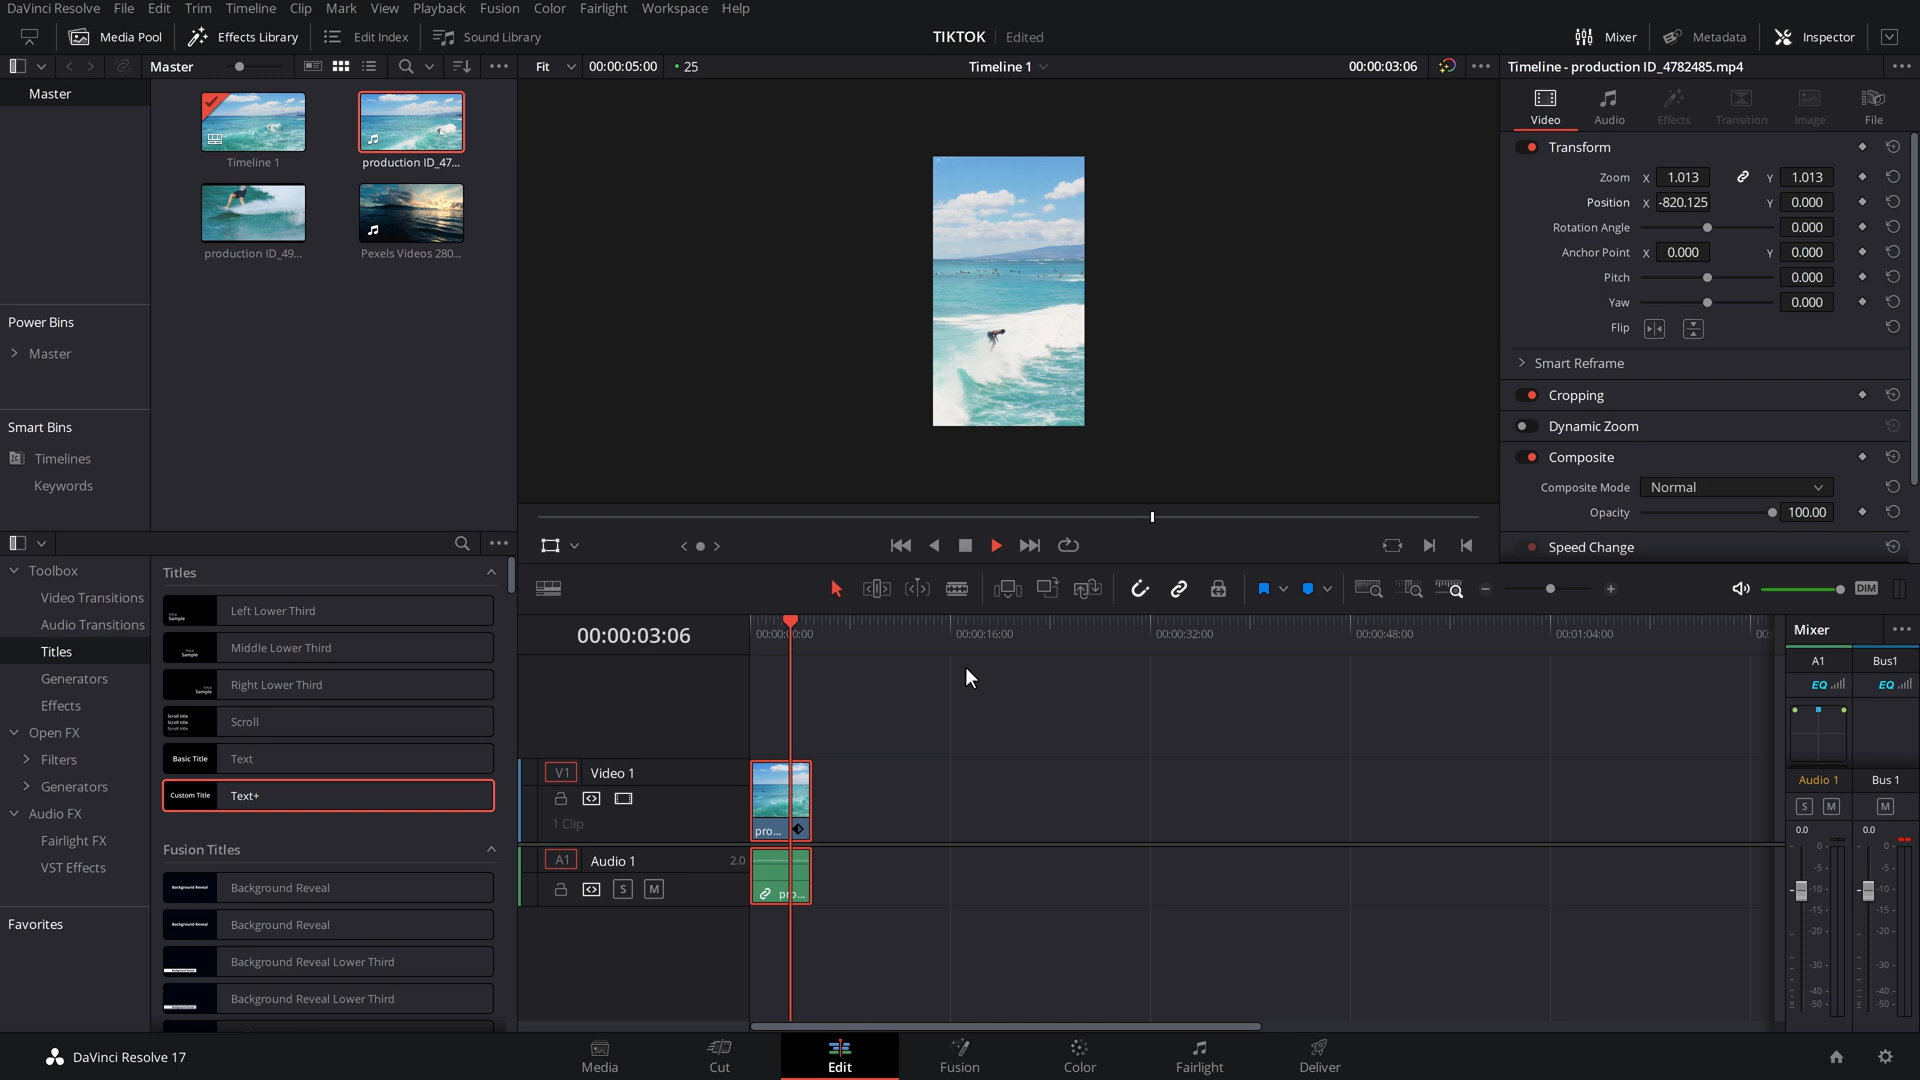 DaVinci Resolve File Edit Trim Timeline Clip Mark View Playback Fusion Color Fairlight Workspace Help
Media Pool Effects Library Edit Index Sound Library TIKTOK Edited Mixer Metadata Inspector
Master Fit 00:00:05:00 25 Timeline 1 00:00:03:06 Timeline - production ID_4782485.mp4
Master
Timeline 1 production ID_47...
production ID_49... Pexels Videos 280...
Power Bins
Master
Smart Bins
Timelines
Keywords
Video Audio Effects Transition Image File
Transform
Zoom X 1.013 Y 1.013
Position X -820.125 Y 0.000
Rotation Angle 0.000
Anchor Point X 0.000 Y 0.000
Pitch 0.000
Yaw 0.000
Flip
Smart Reframe
Cropping
Dynamic Zoom
Composite
Composite Mode Normal
Opacity 100.00
Speed Change
Toolbox
Video Transitions
Audio Transitions
Titles
Generators
Effects
Open FX
Filters
Generators
Audio FX
Fairlight FX
VST Effects
Favorites
Titles
Left Lower Third
Sample Middle Lower Third
Sample Right Lower Third
Scroll
Basic Title Text
Custom Title Text+
Fusion Titles
Background Reveal Background Reveal
Background Reveal Background Reveal
Background Reveal Lower Third
Background Reveal Lower Third
DIM
00:00:03:06 00:00:00:00 00:00:16:00 00:00:32:00 00:00:48:00 00:01:04:00 00:
V1 Video 1
1 Clip
pro...
A1 Audio 1 2.0
S M
pro...
Mixer
A1 Bus1
EQ EQ
Audio 1 Bus 1
S M M
0.0 0.0
0- 0-
-5- -5-
-10- -10-
-15- -15-
-20- -20-
-30- -30-
-40- -40-
-50- -50-
DaVinci Resolve 17 Media Cut Edit Fusion Color Fairlight Deliver